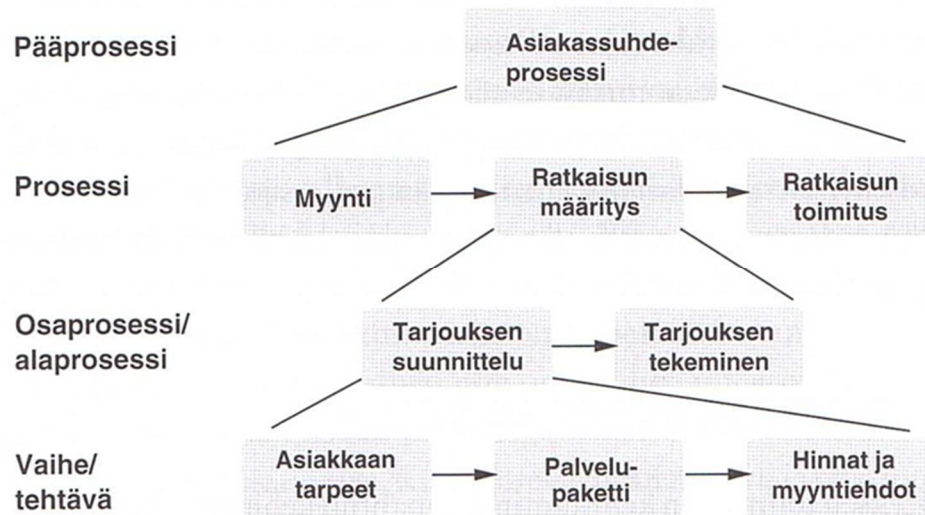 Pääprosessi
Asiakassuhde-
prosessi
Prosessi
Myynti
Ratkaisun
määritys
Ratkaisun
toimitus
Osaprosessi/
alaprosessi
Tarjouksen
suunnittelu
Tarjouksen
tekeminen
Vaihe/
tehtävä
Asiakkaan
tarpeet
Palvelu-
paketti
Hinnat ja
myyntiehdot